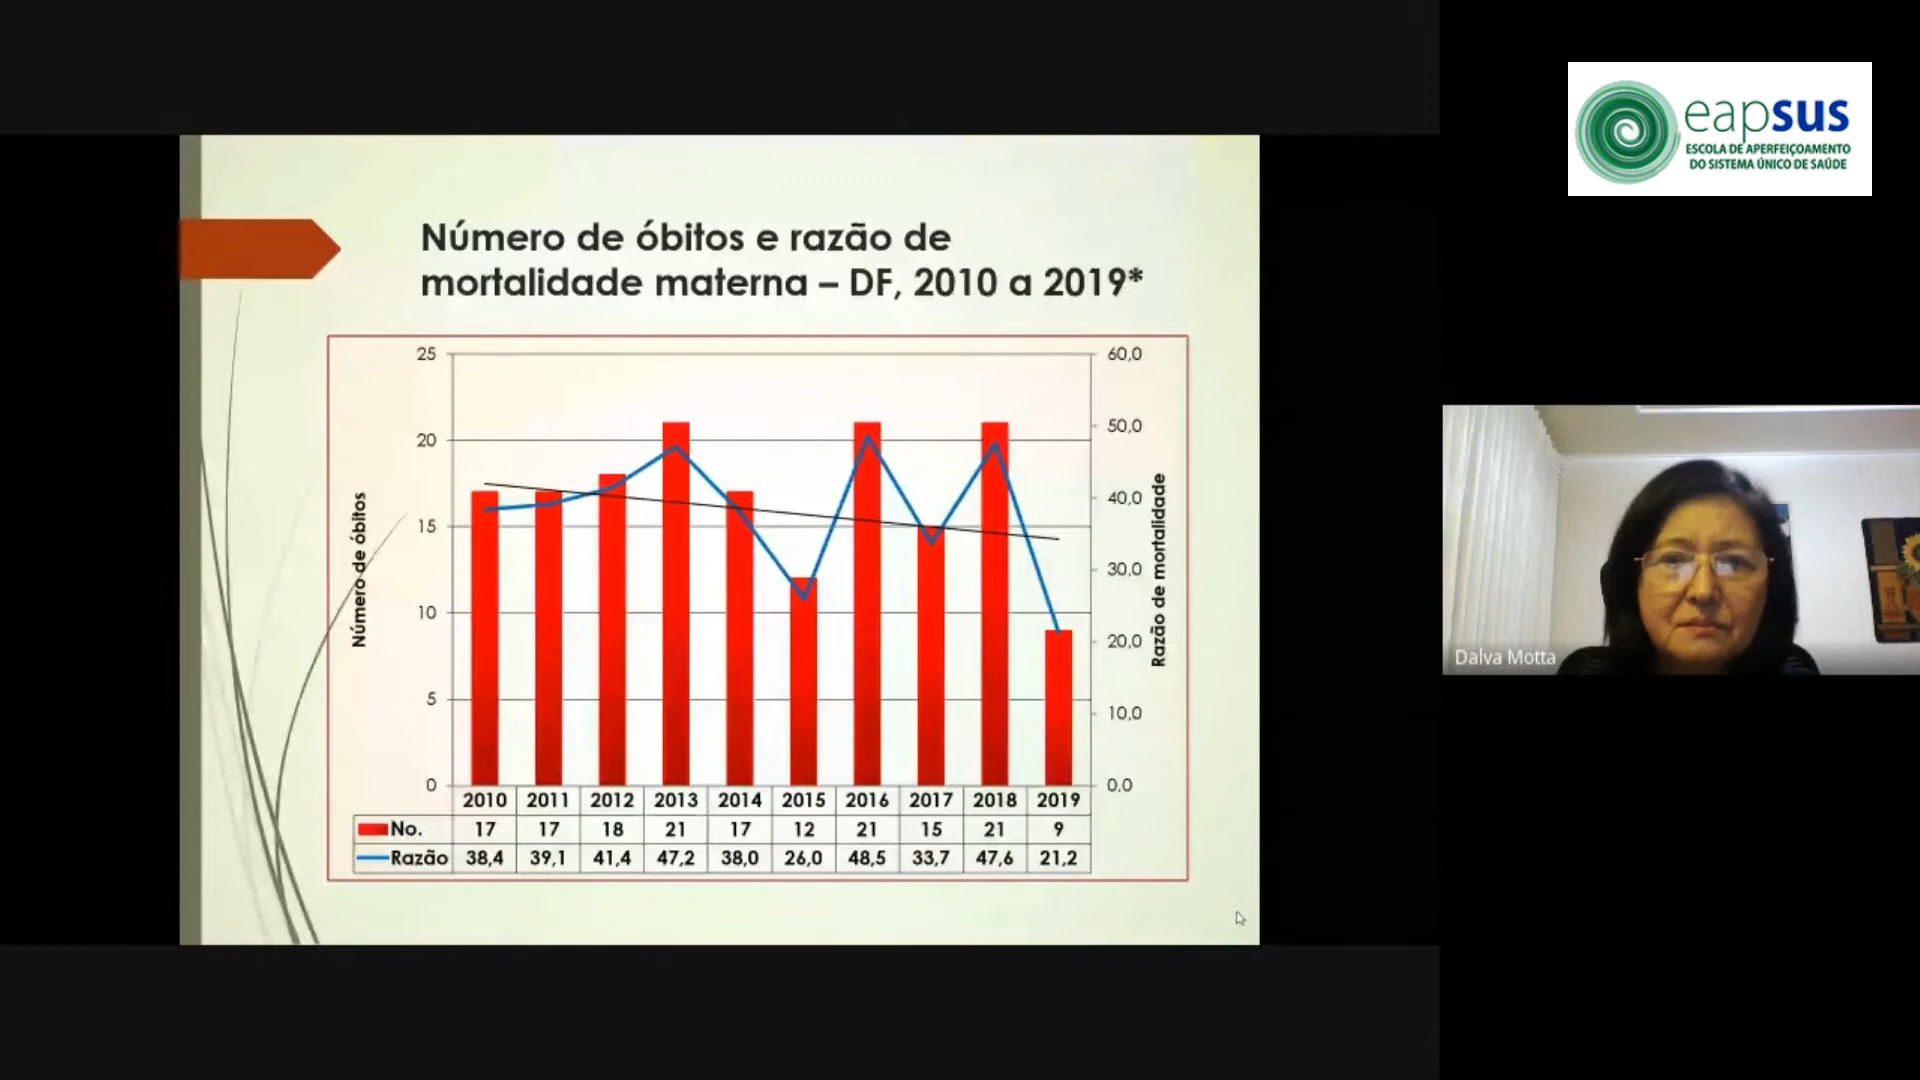 eapsus
ESCOLA DE APERFEIÇOAMENTO
DO SISTEMA ÚNICO DE SAÚDE
Número de óbitos e razão de
mortalidade materna – DF, 2010 a 2019*
Número de óbitos
25
20
15
10
5
0
60,0
50,0
40,0
30,0
20,0
10,0
0,0
Razão de mortalidade
2010 2011 2012 2013 2014 2015 2016 2017 2018 2019
No. 17 17 18 21 17 12 21 15 21 9
Razão 38,4 39,1 41,4 47,2 38,0 26,0 48,5 33,7 47,6 21,2
Dalva Motta